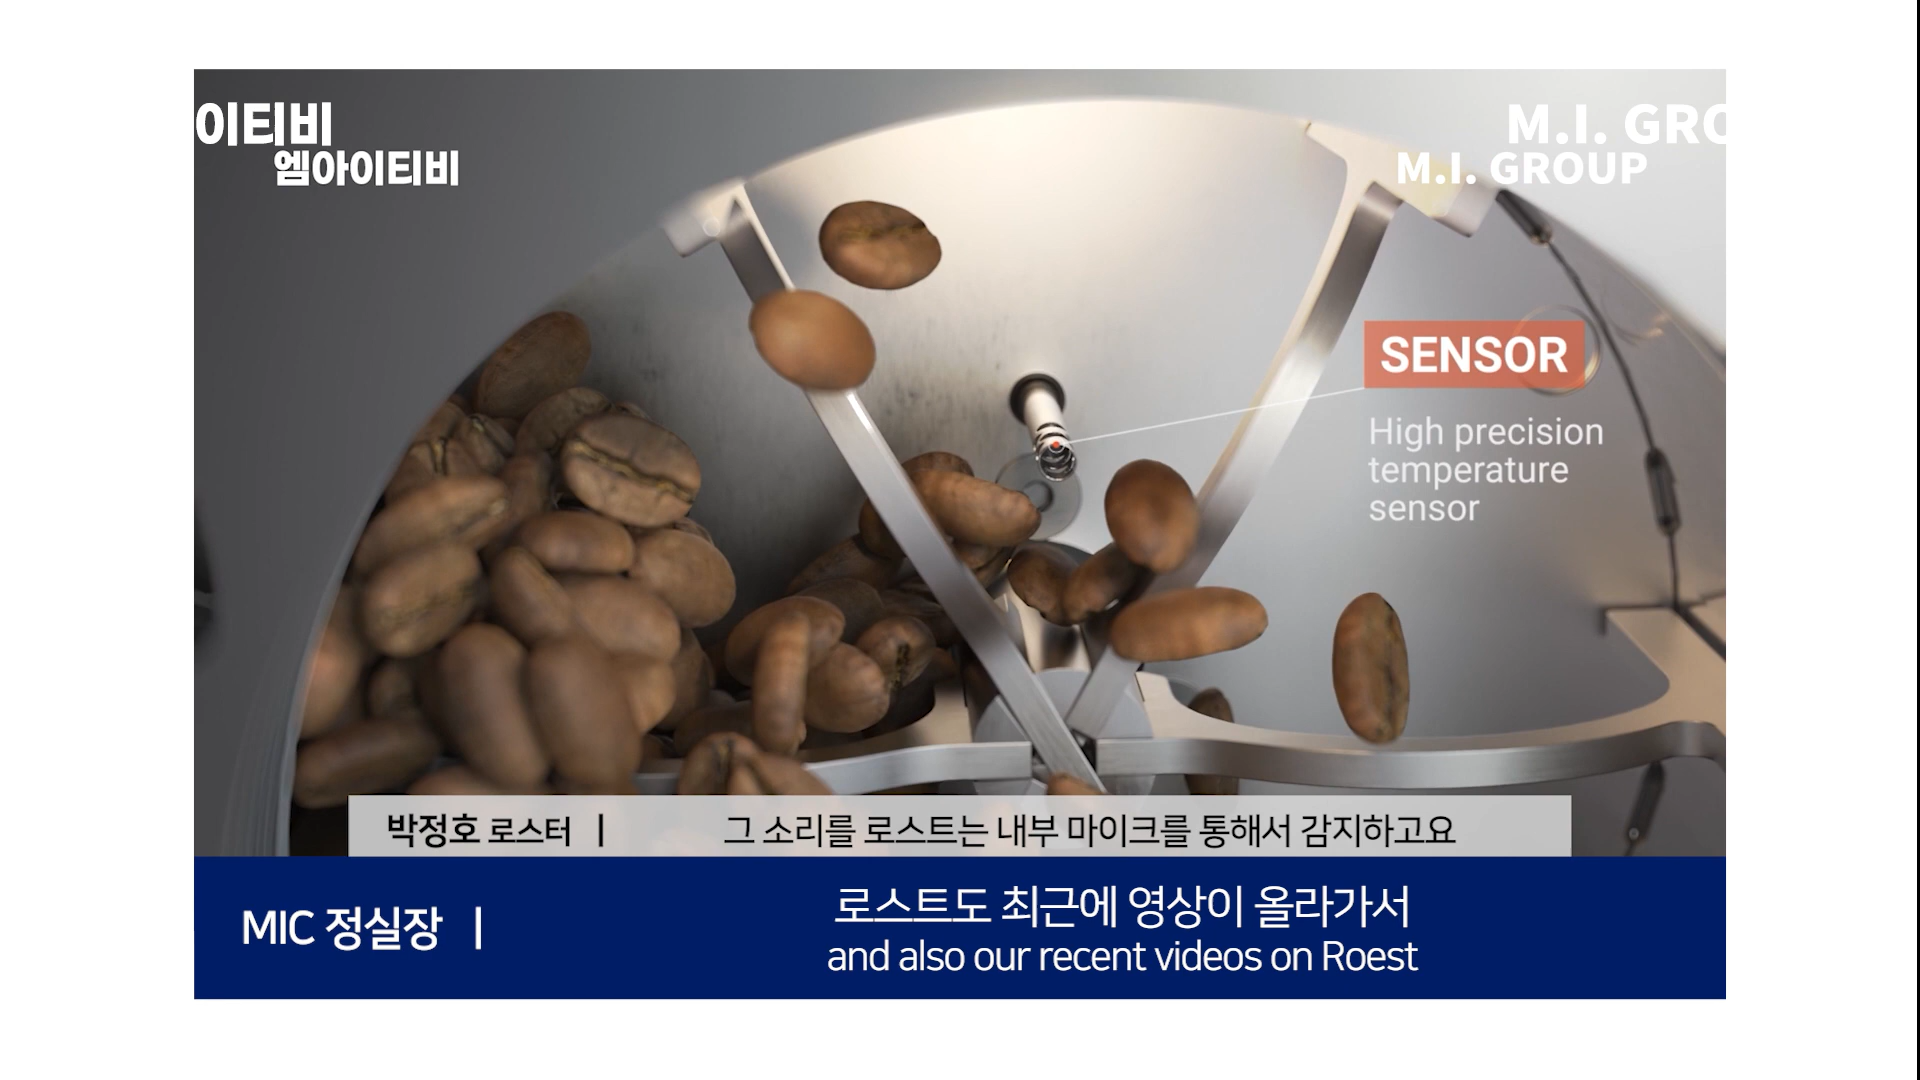 이티비
엠아이티비
M.I. GRO
M.I. GROUP
SENSOR
High precision
temperature
sensor
박정호 로스터 | 그 소리를 로스트는 내부 마이크를 통해서 감지하고요
MIC 정실장 |
로스트도 최근에 영상이 올라가서
and also our recent videos on Roest